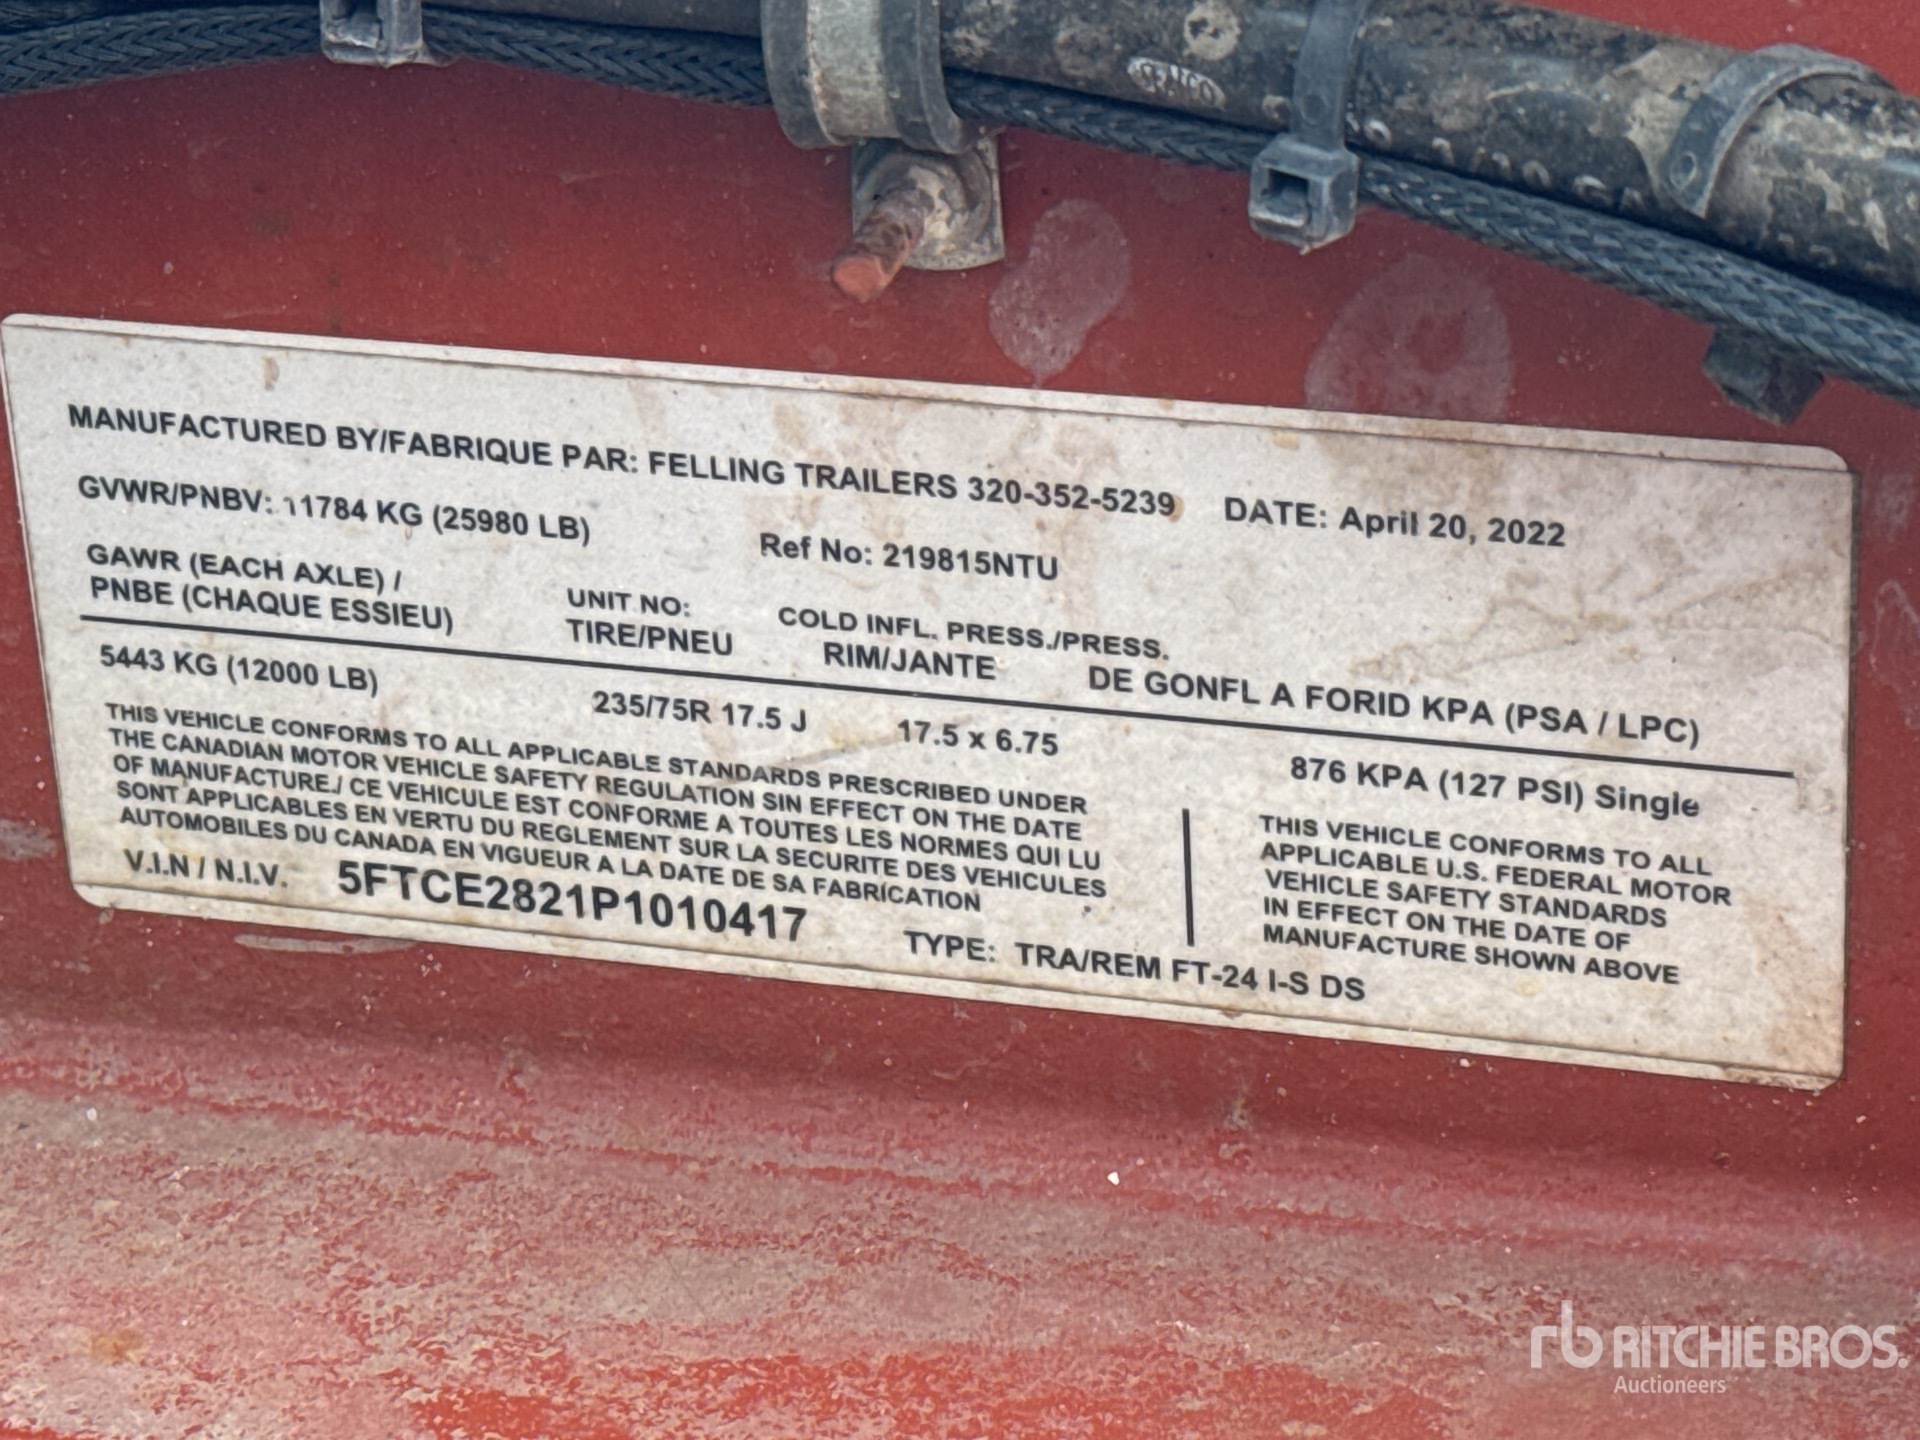 SEALCO
MANUFACTURED BY/FABRIQUE PAR: FELLING TRAILERS 320-352-5239 DATE: April 20, 2022
GVWR/PNBV: 11784 KG (25980 LB) Ref No: 219815NTU
GAWR (EACH AXLE) / UNIT NO: COLD INFL. PRESS./PRESS.
PNBE (CHAQUE ESSIEU) TIRE/PNEU RIM/JANTE DE GONFL A FORID KPA (PSA / LPC)
5443 KG (12000 LB) 235/75R 17.5 J 17.5 x 6.75 876 KPA (127 PSI) Single
THIS VEHICLE CONFORMS TO ALL APPLICABLE STANDARDS PRESCRIBED UNDER
THE CANADIAN MOTOR VEHICLE SAFETY REGULATION SIN EFFECT ON THE DATE
OF MANUFACTURE./ CE VEHICULE EST CONFORME A TOUTES LES NORMES QUI LU
SONT APPLICABLES EN VERTU DU REGLEMENT SUR LA SECURITE DES VEHICULES
AUTOMOBILES DU CANADA EN VIGUEUR A LA DATE DE SA FABRICATION
THIS VEHICLE CONFORMS TO ALL
APPLICABLE U.S. FEDERAL MOTOR
VEHICLE SAFETY STANDARDS
IN EFFECT ON THE DATE OF
MANUFACTURE SHOWN ABOVE
V.I.N / N.I.V. 5FTCE2821P1010417 TYPE: TRA/REM FT-24 I-S DS
rb RITCHIE BROS.
Auctioneers